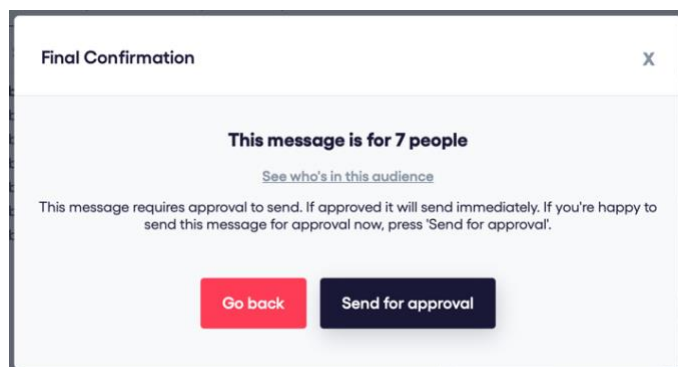 Final Confirmation
X
This message is for 7 people
See who's in this audience
This message requires approval to send. If approved it will send immediately. If you're happy to
send this message for approval now, press 'Send for approval'.
Go back
Send for approval